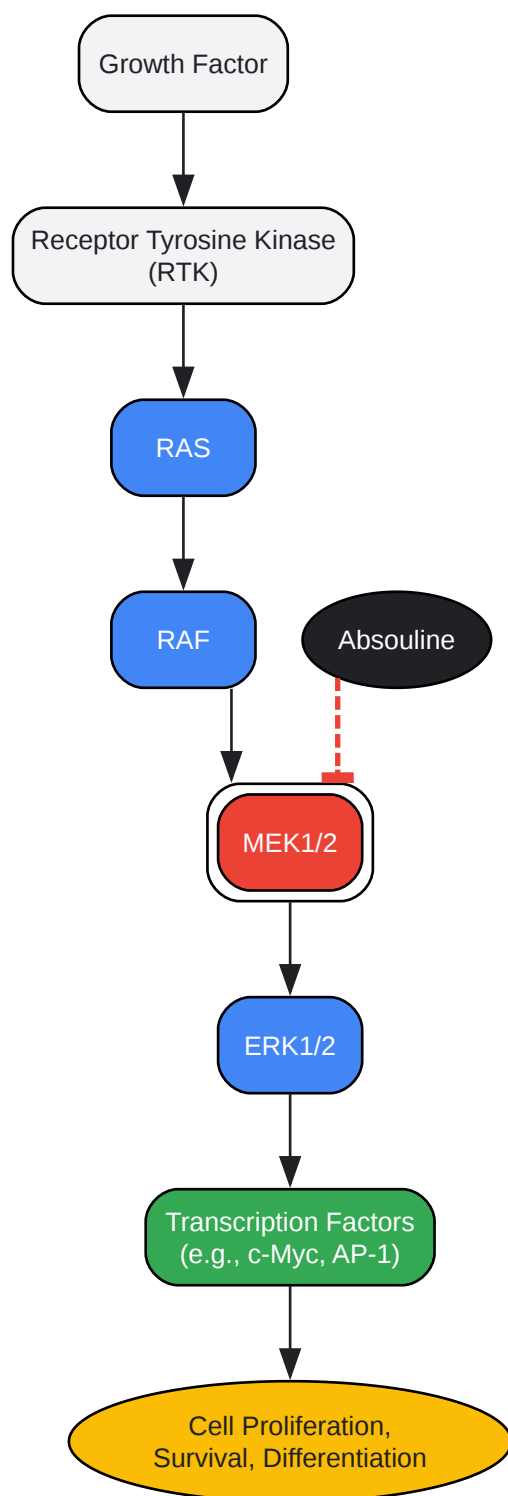 Growth Factor
Receptor Tyrosine Kinase
(RTK)
RAS
RAF
Absouline
MEK1/2
ERK1/2
Transcription Factors
(e.g., c-Myc, AP-1)
Cell Proliferation,
Survival, Differentiation